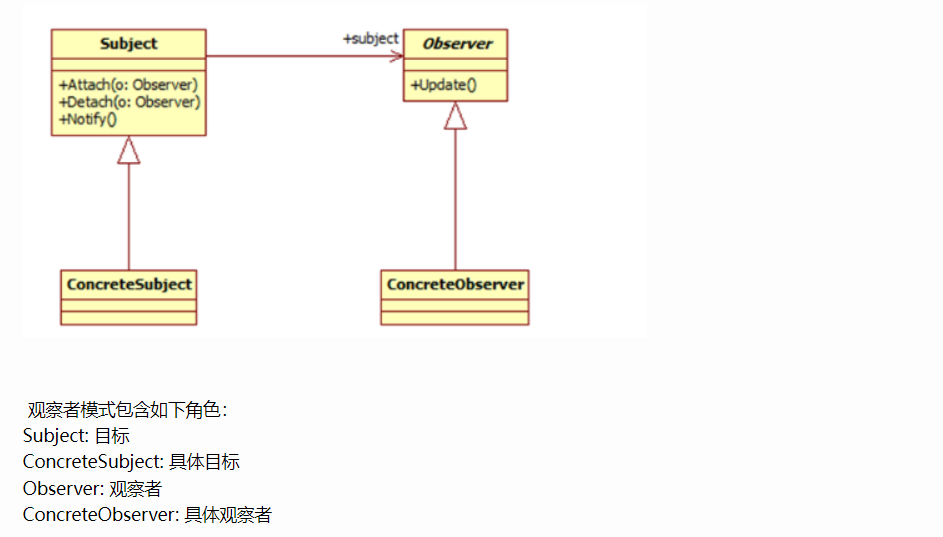 Subject
+subject
Observer
+Attach(o: Observer)
+Detach(o: Observer)
+Notify()
+Update()
ConcreteSubject
ConcreteObserver
观察者模式包含如下角色：
Subject: 目标
ConcreteSubject: 具体目标
Observer: 观察者
ConcreteObserver: 具体观察者